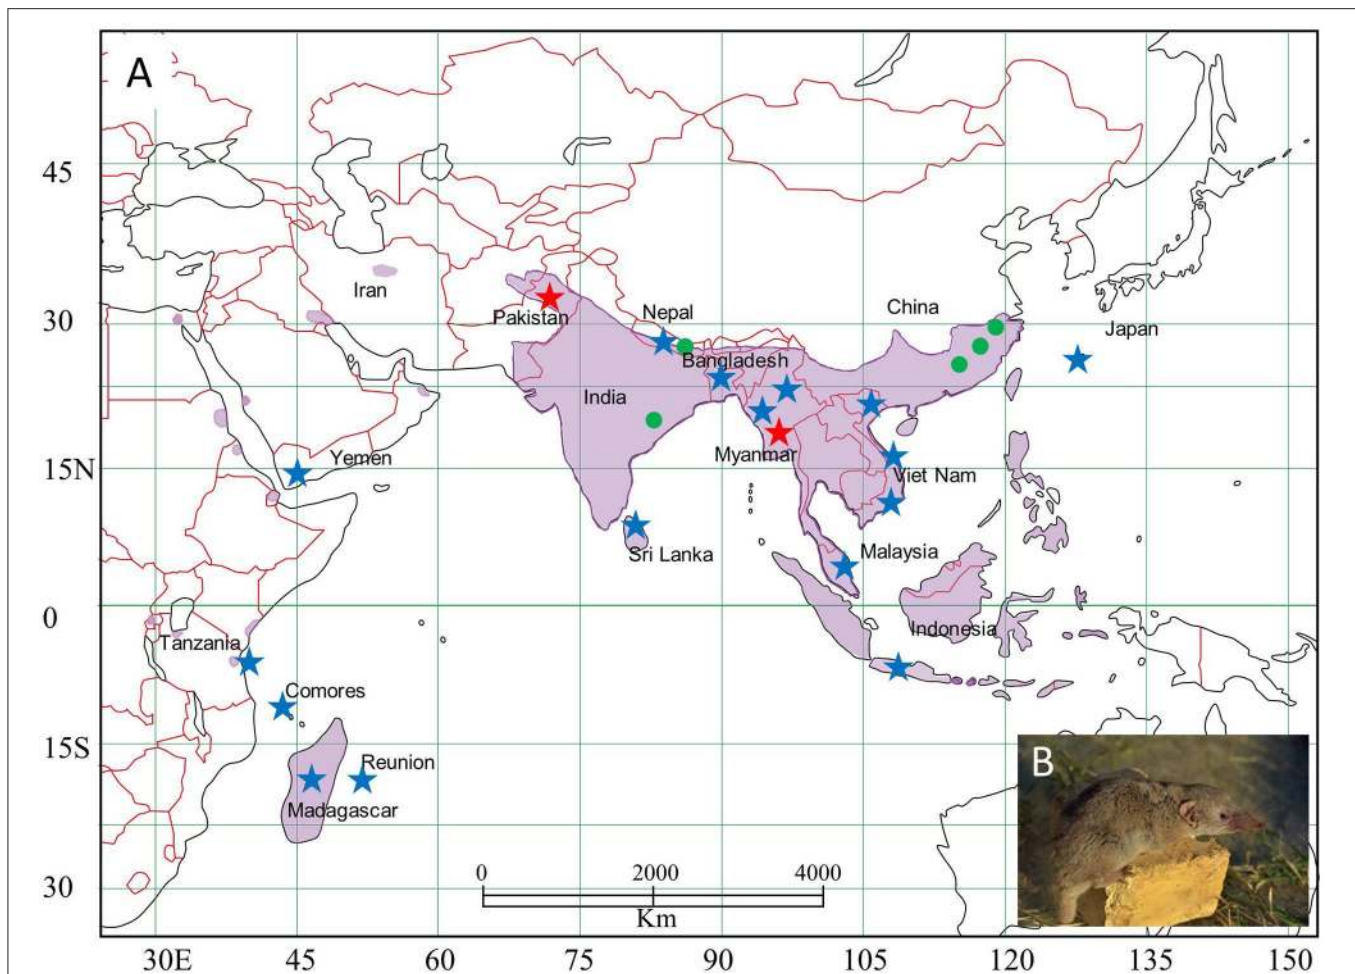 A
45
Iran
Nepal
China
30
Pakistan
Japan
Bangladesh
India
Yemen
Myanmar
15N
Viet Nam
Sri Lanka
Malaysia
0
Tanzania
Indonesia
Comores
15S
Reunion
B
Madagascar
0 2000 4000
30
Km
30E 45 60 75 90 105 120 135 150